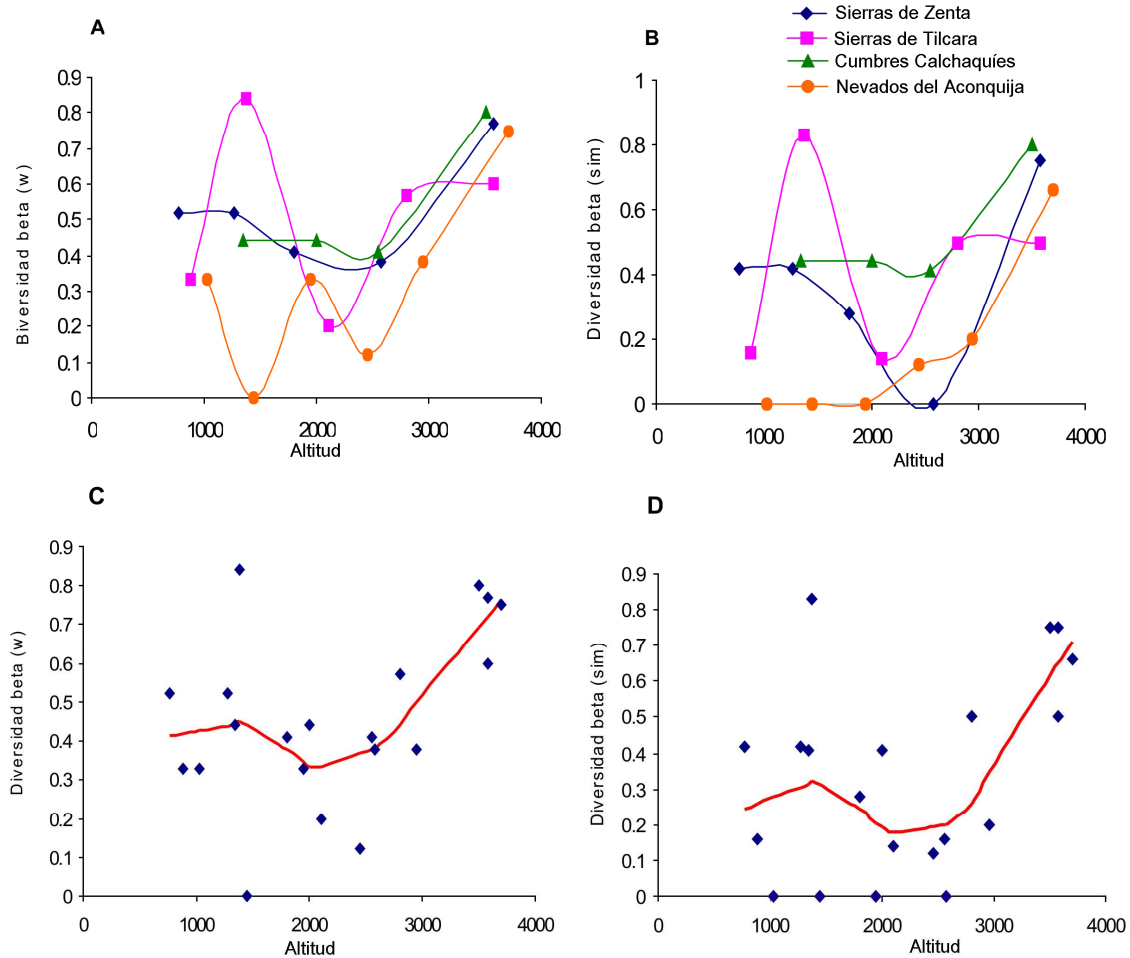 A
B
Sierras de Zenta
Sierras de Tilcara
Cumbres Calchaquíes
Nevados del Aconquija
Biversidad beta (w)
0.9
0.8
0.7
0.6
0.5
0.4
0.3
0.2
0.1
0
0 1000 2000 3000 4000
Altitud
Diversidad beta (sim)
1
0.8
0.6
0.4
0.2
0
0 1000 2000 3000 4000
Altitud
C
D
Diversidad beta (w)
0.9
0.8
0.7
0.6
0.5
0.4
0.3
0.2
0.1
0
0 1000 2000 3000 4000
Altitud
Diversidad beta (sim)
0.9
0.8
0.7
0.6
0.5
0.4
0.3
0.2
0.1
0
0 1000 2000 3000 4000
Altitud